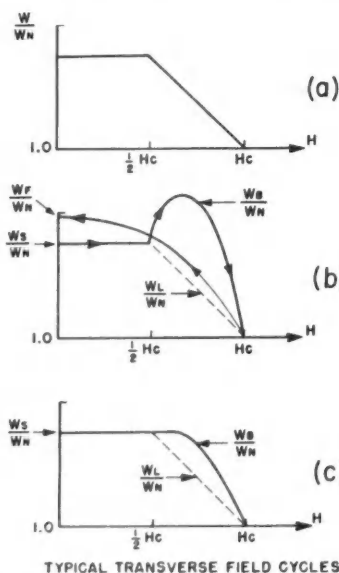 W
WN
(a)
1.0
½ Hc
Hc
H
(b)
WF
WN
WS
WN
WB
WN
WL
WN
1.0
½ Hc
Hc
H
(c)
WS
WN
WB
WN
WL
WN
1.0
½ Hc
Hc
H
TYPICAL TRANSVERSE FIELD CYCLES